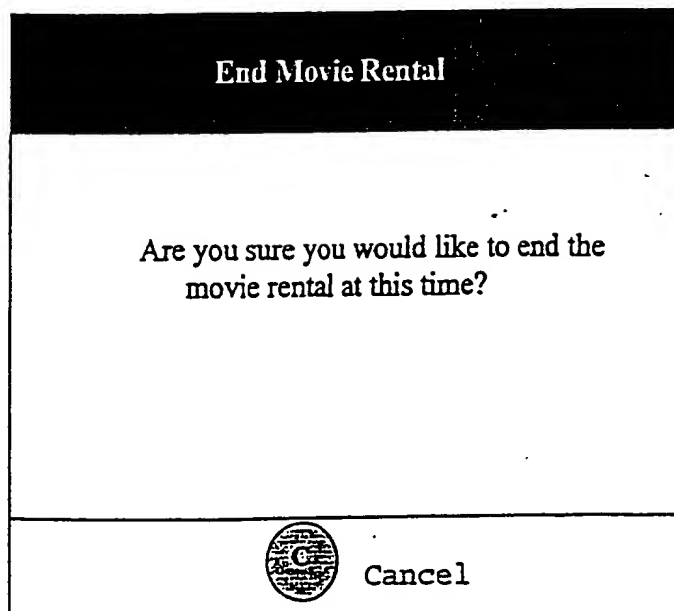 End Movie Rental
Are you sure you would like to end the
movie rental at this time?
C Cancel